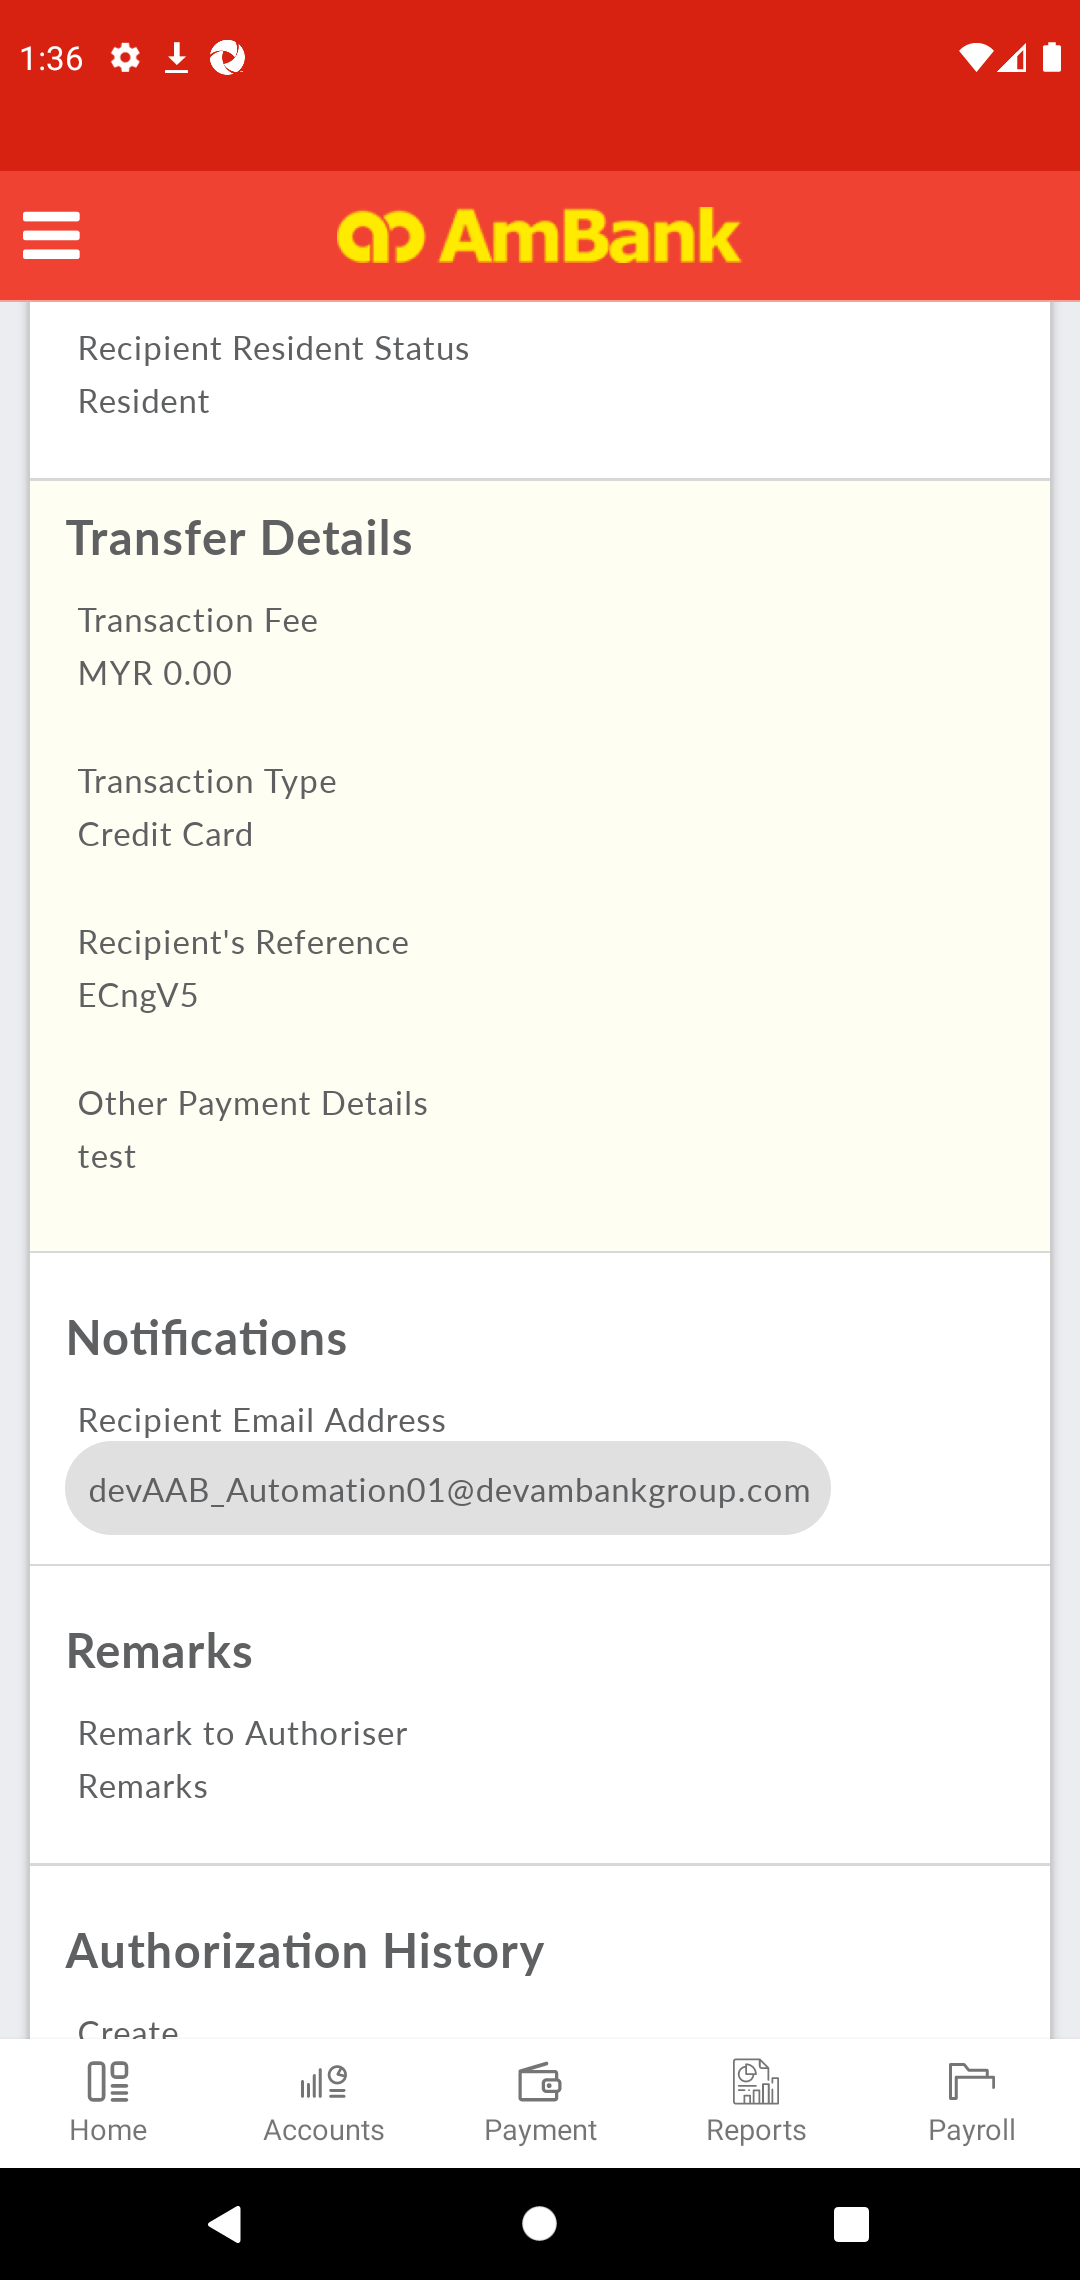 1:36
AmBank
Recipient Resident Status
Resident
Transfer Details
Transaction Fee
MYR 0.00
Transaction Type
Credit Card
Recipient's Reference
ECngV5
Other Payment Details
test
Notifications
Recipient Email Address
devAAB_Automation01@devambankgroup.com
Remarks
Remark to Authoriser
Remarks
Authorization History
Create
Home
Accounts
Payment
Reports
Payroll